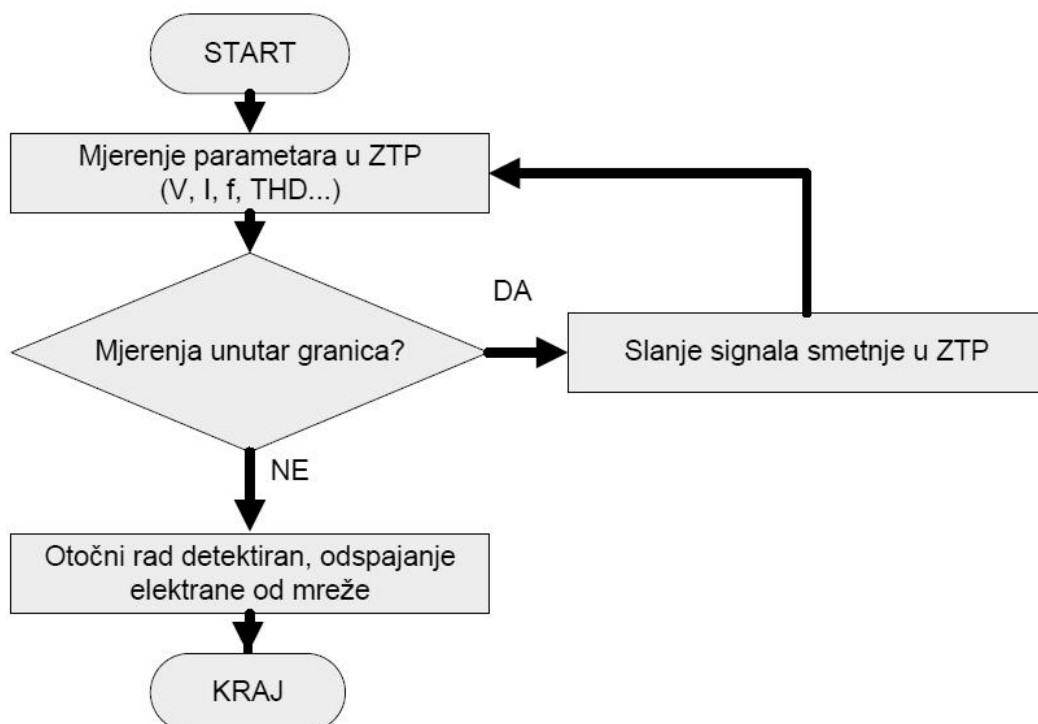 START
Mjerenje parametara u ZTP
(V, I, f, THD...)
DA
Mjerenja unutar granica?
Slanje signala smetnje u ZTP
NE
Otočni rad detektiran, odspajanje
elektrane od mreže
KRAJ